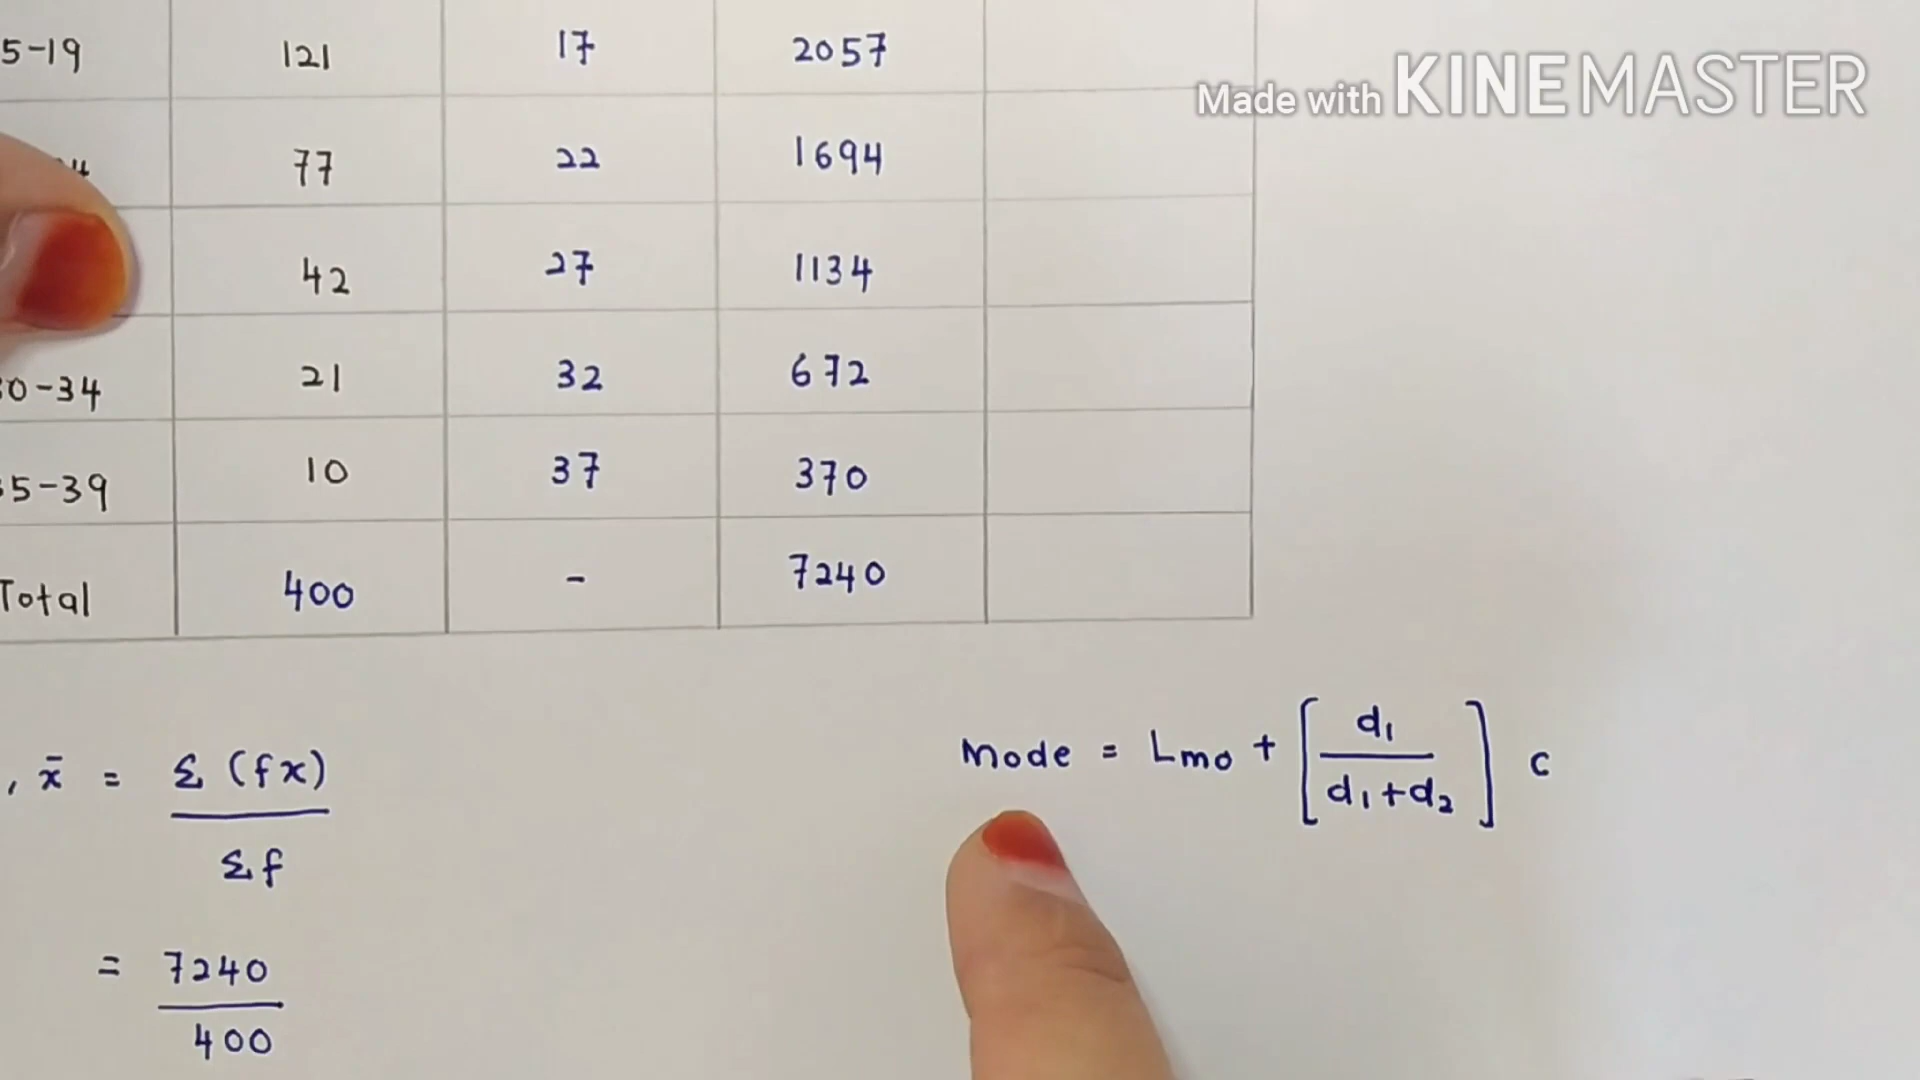 5-19 121 17 2057
Made with KINEMASTER
4 77 22 1694
42 27 1134
0-34 21 32 672
5-39 10 37 370
Total 400 - 7240
, x̄ = Σ (fx) / Σf
Mode = Lmo + [ d₁ / d₁+d₂ ] c
= 7240 / 400